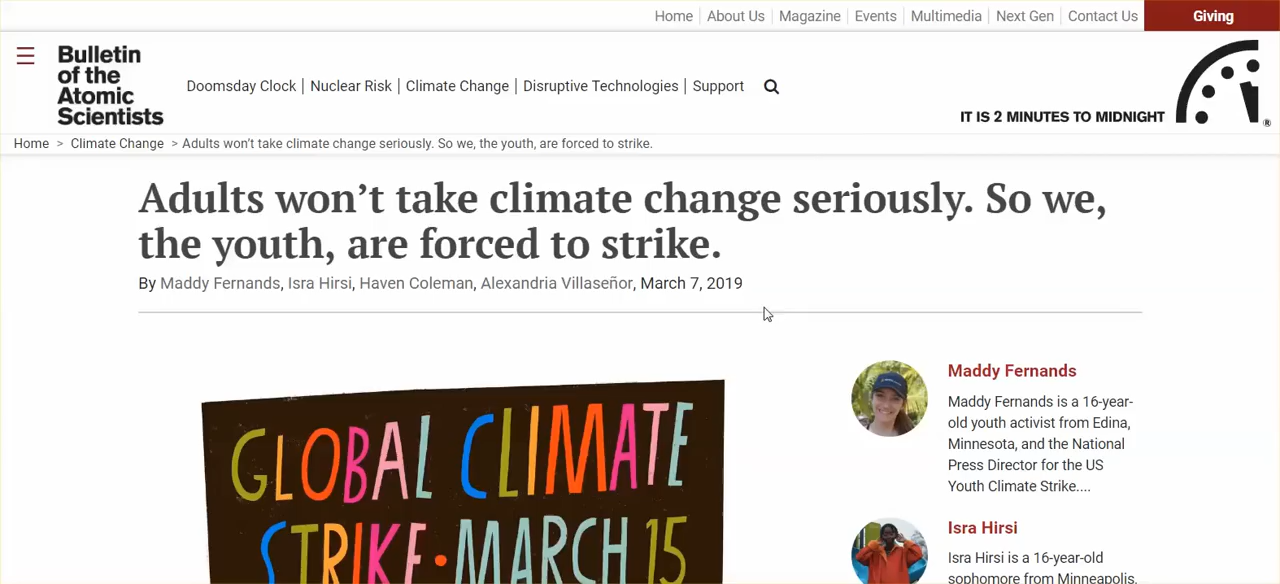 Home About Us Magazine Events Multimedia Next Gen Contact Us Giving
Bulletin
of the
Atomic
Scientists
Doomsday Clock Nuclear Risk Climate Change Disruptive Technologies Support
IT IS 2 MINUTES TO MIDNIGHT
®
Home > Climate Change > Adults won't take climate change seriously. So we, the youth, are forced to strike.
Adults won’t take climate change seriously. So we,
the youth, are forced to strike.
By Maddy Fernands, Isra Hirsi, Haven Coleman, Alexandria Villaseñor, March 7, 2019
GLOBAL CLIMATE
STRIKE • MARCH 15
Maddy Fernands
Maddy Fernands is a 16-year-
old youth activist from Edina,
Minnesota, and the National
Press Director for the US
Youth Climate Strike....
Isra Hirsi
Isra Hirsi is a 16-year-old
sophomore from Minneapolis,